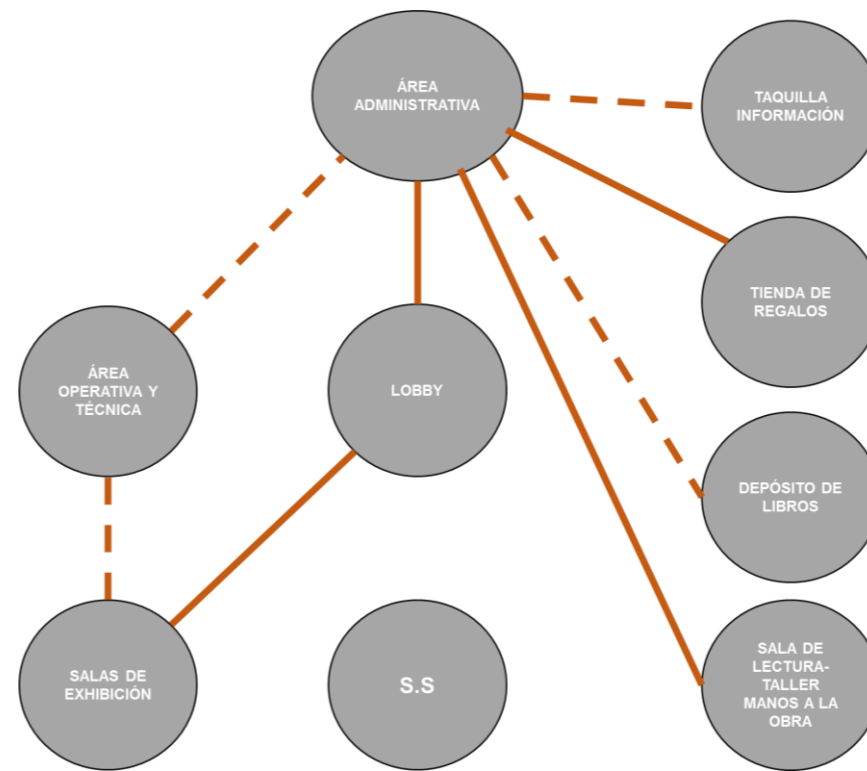 ÁREA
ADMINISTRATIVA
TAQUILLA
INFORMACIÓN
TIENDA DE
REGALOS
ÁREA
OPERATIVA Y
TÉCNICA
LOBBY
DEPÓSITO DE
LIBROS
SALAS DE
EXHIBICIÓN
S.S
SALA DE
LECTURA-
TALLER
MANOS A LA
OBRA